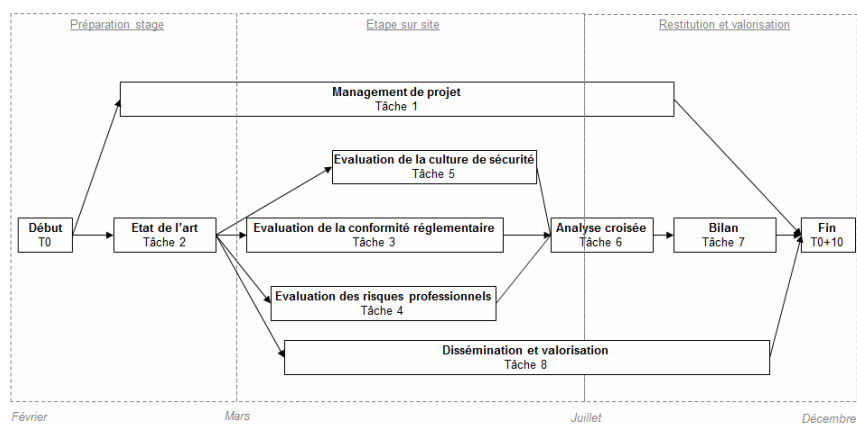 Préparation stage
Etape sur site
Restitution et valorisation
Management de projet
Tâche 1
Evaluation de la culture de sécurité
Tâche 5
Début
T0
Etat de l'art
Tâche 2
Evaluation de la conformité réglementaire
Tâche 3
Analyse croisée
Tâche 6
Bilan
Tâche 7
Fin
T0+10
Evaluation des risques professionnels
Tâche 4
Dissémination et valorisation
Tâche 8
Février
Mars
Juillet
Décembre